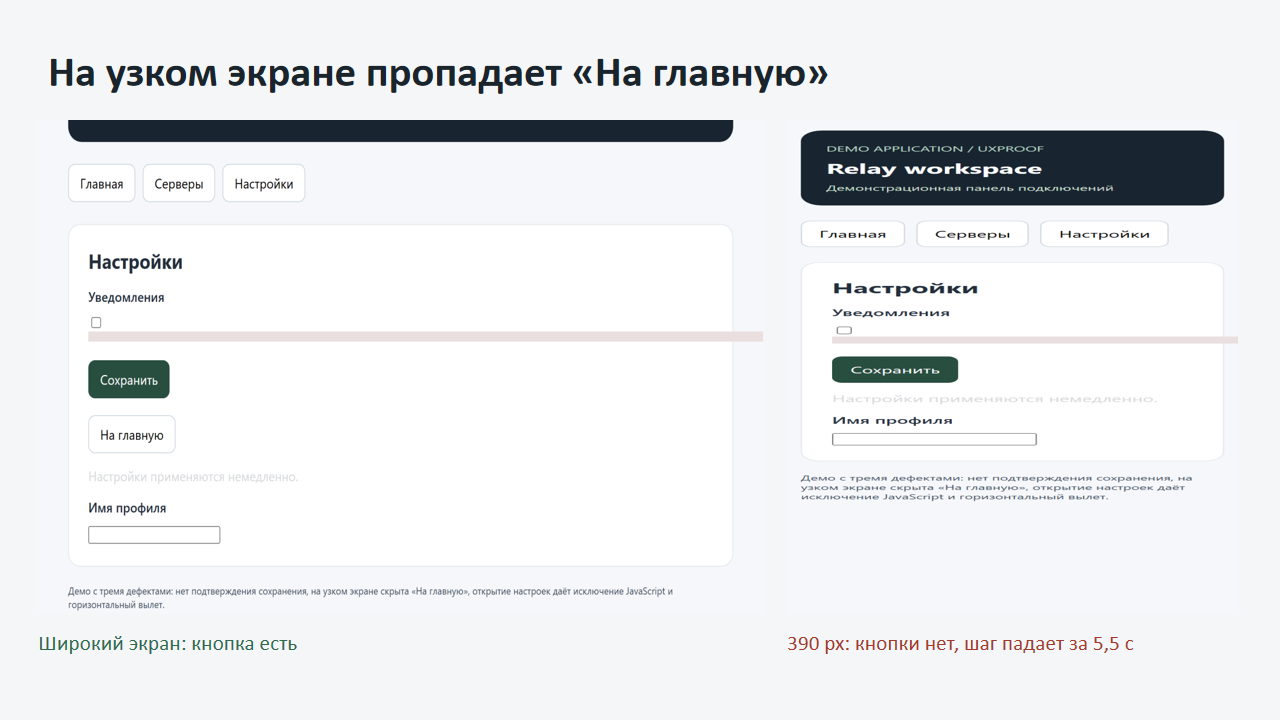 На узком экране пропадает «На главную»
Главная
Серверы
Настройки
Настройки
Уведомления
Сохранить
На главную
Настройки применяются немедленно.
Имя профиля
Демо с тремя дефектами: нет подтверждения сохранения, на узком экране скрыта «На главную», открытие настроек даёт исключение JavaScript и
горизонтальный вылет.
Широкий экран: кнопка есть
DEMO APPLICATION / UXPROOF
Relay workspace
Демонстрационная панель подключений
Главная
Серверы
Настройки
Настройки
Уведомления
Сохранить
Настройки применяются немедленно.
Имя профиля
Демо с тремя дефектами: нет подтверждения сохранения, на
узком экране скрыта «На главную», открытие настроек даёт
исключение JavaScript и горизонтальный вылет.
390 px: кнопки нет, шаг падает за 5,5 с